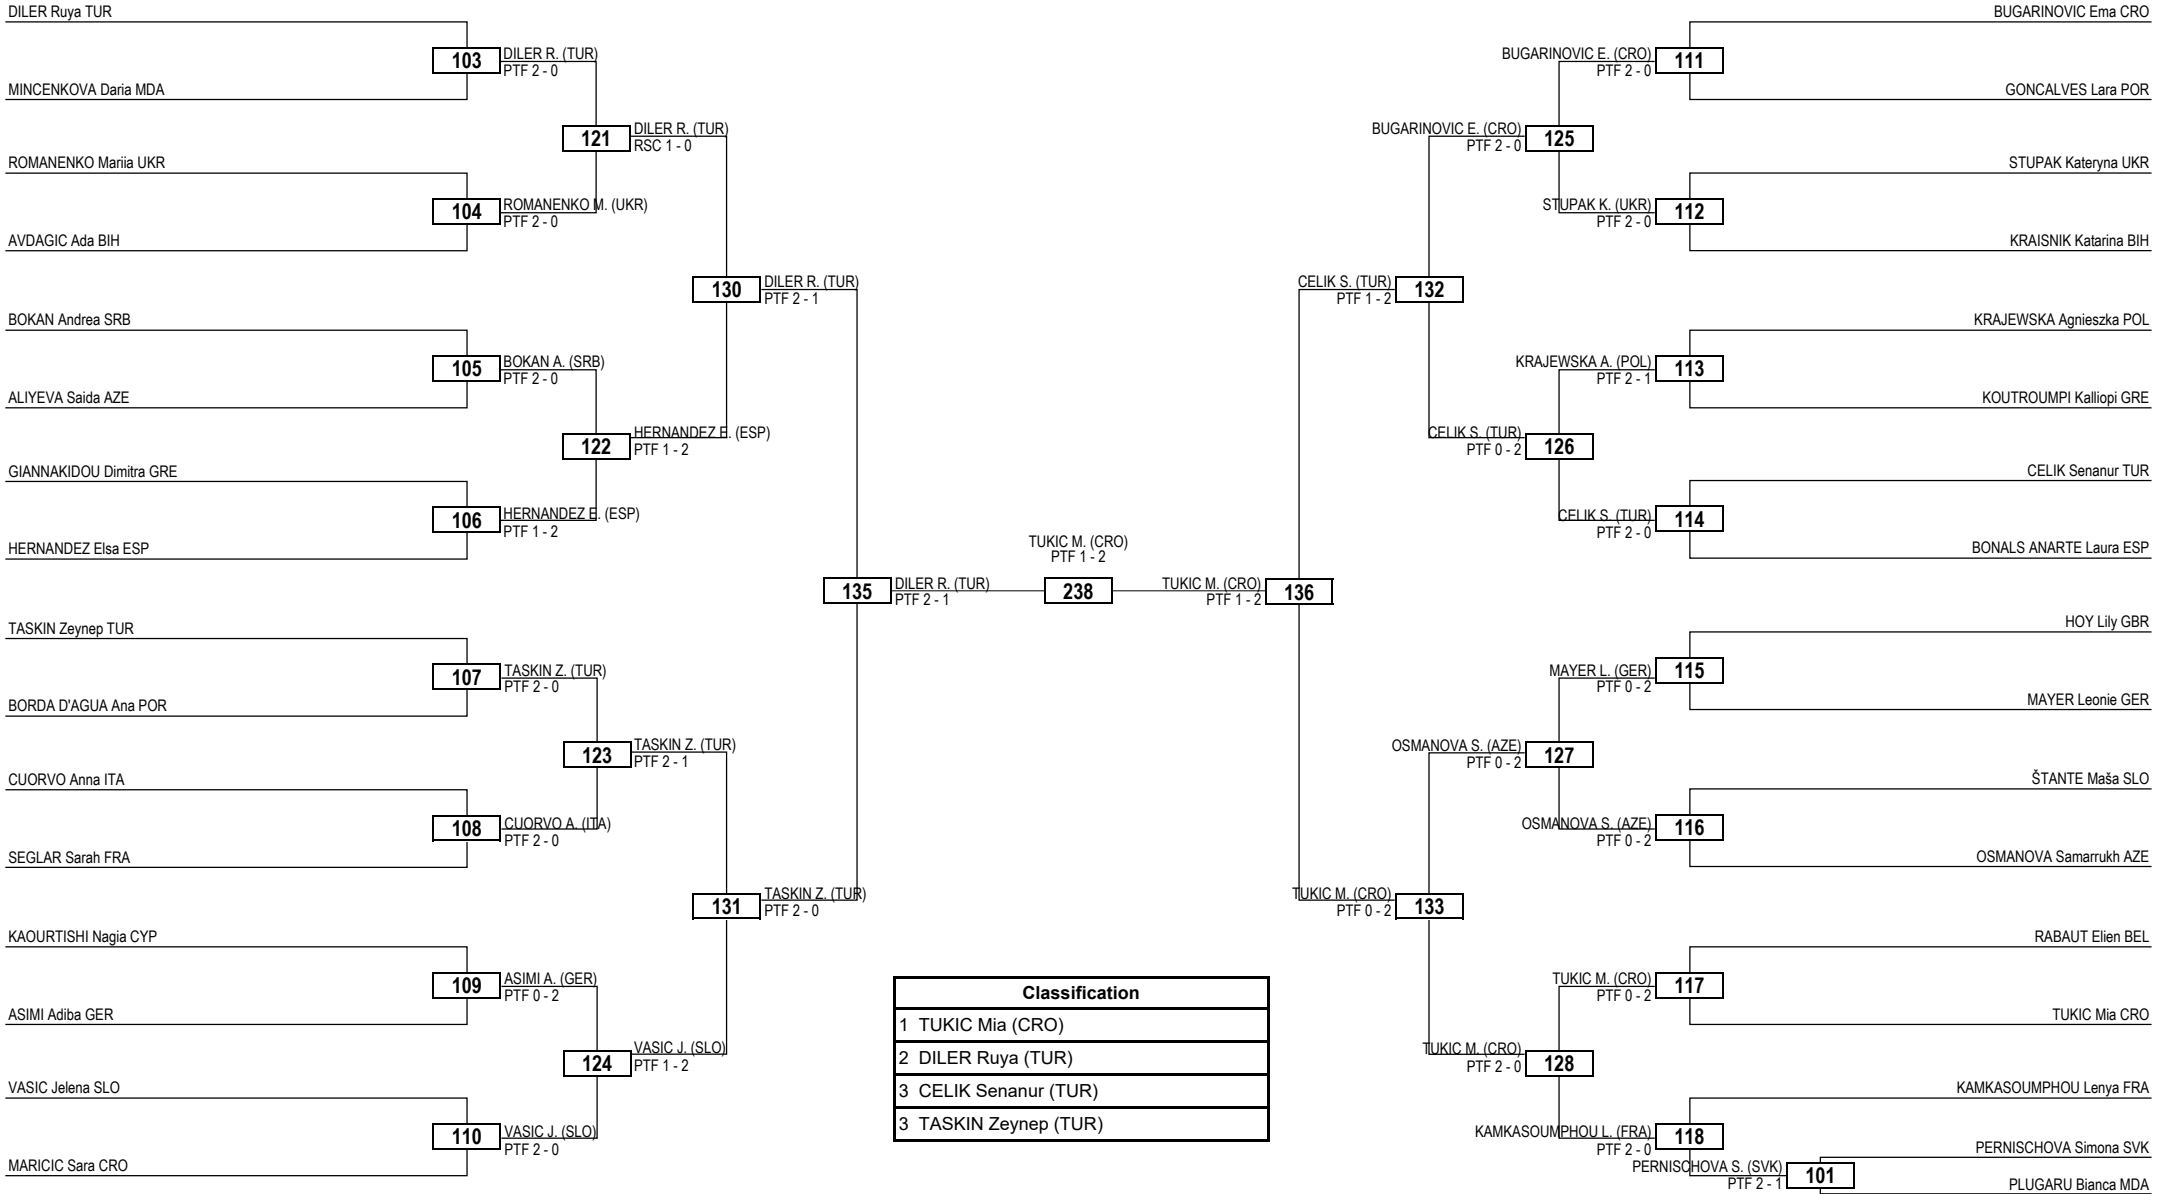 DILER Ruya TUR
103
DILER R. (TUR)
PTF 2 - 0
MINCENKOVA Daria MDA
121
DILER R. (TUR)
RSC 1 - 0
ROMANENKO Mariia UKR
104
ROMANENKO M. (UKR)
PTF 2 - 0
AVDAGIC Ada BIH
130
DILER R. (TUR)
PTF 2 - 1
BOKAN Andrea SRB
105
BOKAN A. (SRB)
PTF 2 - 0
ALIYEVA Saida AZE
122
HERNANDEZ E. (ESP)
PTF 1 - 2
GIANNAKIDOU Dimitra GRE
106
HERNANDEZ E. (ESP)
PTF 1 - 2
HERNANDEZ Elsa ESP
135
DILER R. (TUR)
PTF 2 - 1
TASKIN Zeynep TUR
107
TASKIN Z. (TUR)
PTF 2 - 0
BORDA D'AGUA Ana POR
123
TASKIN Z. (TUR)
PTF 2 - 1
CUORVO Anna ITA
108
CUORVO A. (ITA)
PTF 2 - 0
SEGLAR Sarah FRA
131
TASKIN Z. (TUR)
PTF 2 - 0
KAOURTISHI Nagia CYP
109
ASIMI A. (GER)
PTF 0 - 2
ASIMI Adiba GER
124
VASIC J. (SLO)
PTF 1 - 2
VASIC Jelena SLO
110
VASIC J. (SLO)
PTF 2 - 0
MARICIC Sara CRO
TUKIC M. (CRO)
PTF 1 - 2
238
Classification
1 TUKIC Mia (CRO)
2 DILER Ruya (TUR)
3 CELIK Senanur (TUR)
3 TASKIN Zeynep (TUR)
BUGARINOVIC Ema CRO
BUGARINOVIC E. (CRO)
PTF 2 - 0
111
GONCALVES Lara POR
BUGARINOVIC E. (CRO)
PTF 2 - 0
125
STUPAK Kateryna UKR
STUPAK K. (UKR)
PTF 2 - 0
112
KRAISNIK Katarina BIH
CELIK S. (TUR)
PTF 1 - 2
132
KRAJEWSKA Agnieszka POL
KRAJEWSKA A. (POL)
PTF 2 - 1
113
KOUTROUMPI Kalliopi GRE
CELIK S. (TUR)
PTF 0 - 2
126
CELIK Senanur TUR
CELIK S. (TUR)
PTF 2 - 0
114
BONALS ANARTE Laura ESP
TUKIC M. (CRO)
PTF 1 - 2
136
HOY Lily GBR
MAYER L. (GER)
PTF 0 - 2
115
MAYER Leonie GER
OSMANOVA S. (AZE)
PTF 0 - 2
127
ŠTANTE Maša SLO
OSMANOVA S. (AZE)
PTF 0 - 2
116
OSMANOVA Samarrukh AZE
TUKIC M. (CRO)
PTF 0 - 2
133
RABAUT Elien BEL
TUKIC M. (CRO)
PTF 0 - 2
117
TUKIC Mia CRO
TUKIC M. (CRO)
PTF 2 - 0
128
KAMKASOUMPHOU Lenya FRA
KAMKASOUMPHOU L. (FRA)
PTF 2 - 0
118
PERNISCHOVA Simona SVK
PERNISCHOVA S. (SVK)
PTF 2 - 1
101
PLUGARU Bianca MDA